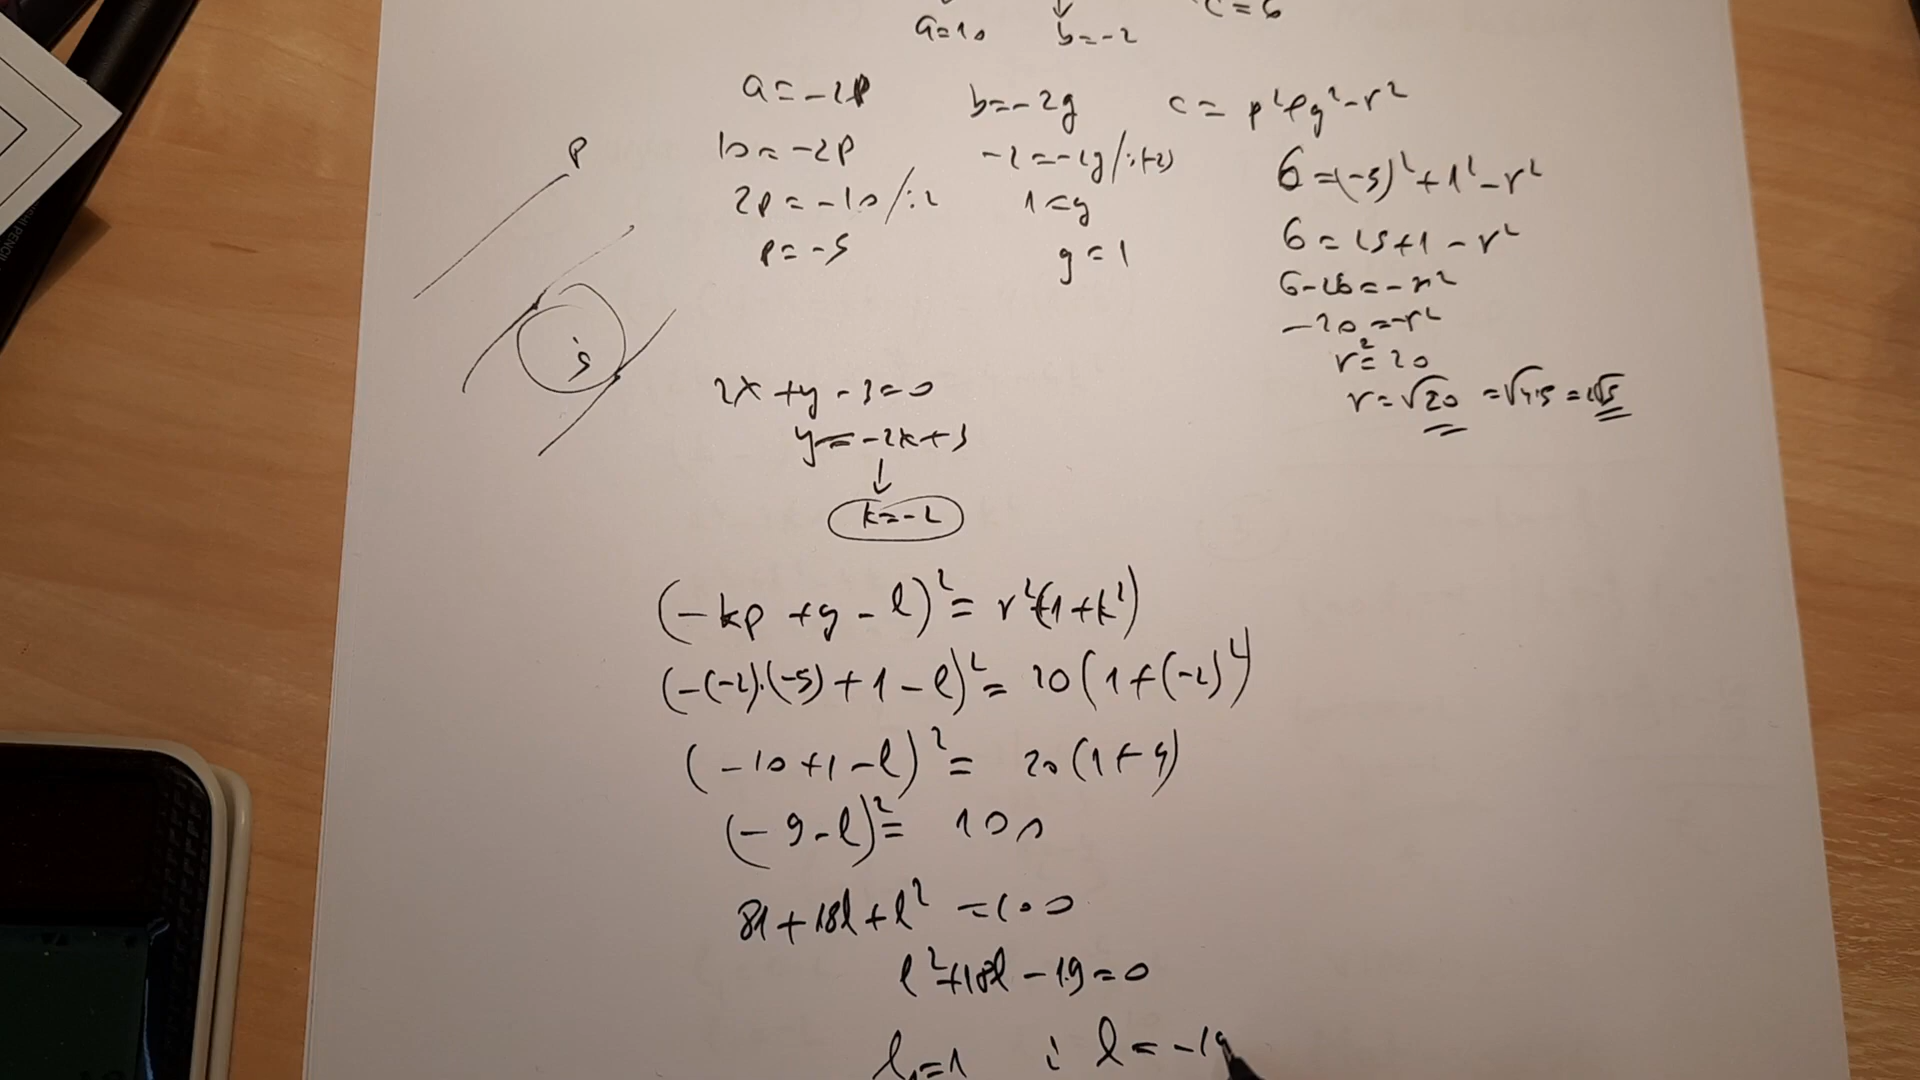 c = 6
a=10 b=-2
a=-2p b=-2g c= p²+g²-r²
10=-2p -2=-2g/:(-2) 6=(-5)²+1²-r²
2p=-10/:2 1=g 6=25+1-r²
p=-5 g=1 6-26=-r²
-20=-r²
r²=20
r=√20 =√4·5 =2√5
P
S
2x+y-3=0
y=-2x+3
↓
k=-2
(-kp+g-l)²=r²(1+k²)
(-(-2)·(-5)+1-l)²=20(1+(-2)²)
(-10+1-l)²=20(1+4)
(-9-l)²=100
81+18l+l²=100
l²+18l-19=0
l₁=1 i l=-19
SHI PENCIL